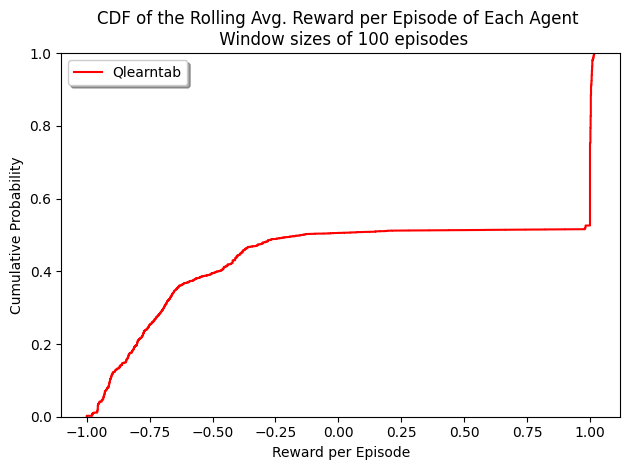 CDF of the Rolling Avg. Reward per Episode of Each Agent
Window sizes of 100 episodes
Qlearntab
Cumulative Probability
1.0
0.8
0.6
0.4
0.2
0.0
−1.00 −0.75 −0.50 −0.25 0.00 0.25 0.50 0.75 1.00
Reward per Episode